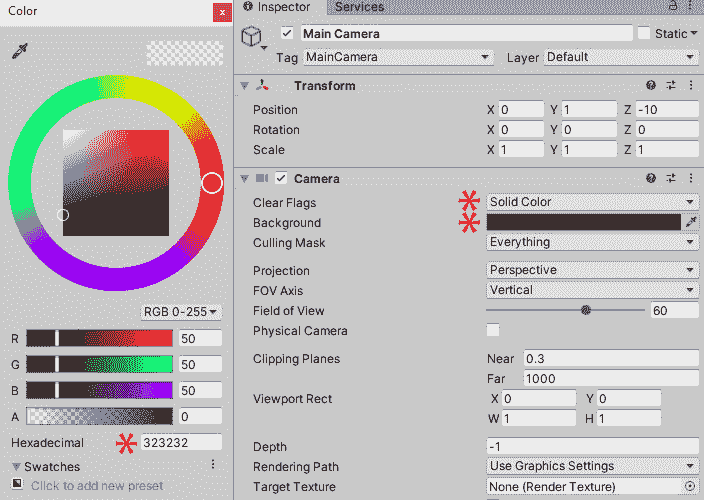 Color
x
RGB 0-255
R 50
G 50
B 50
A 0
Hexadecimal 323232
Swatches
Click to add new preset
Inspector Services
Main Camera Static
Tag MainCamera Layer Default
Transform
Position X 0 Y 1 Z -10
Rotation X 0 Y 0 Z 0
Scale X 1 Y 1 Z 1
Camera
Clear Flags Solid Color
Background
Culling Mask Everything
Projection Perspective
FOV Axis Vertical
Field of View 60
Physical Camera
Clipping Planes Near 0.3
Far 1000
Viewport Rect X 0 Y 0
W 1 H 1
Depth -1
Rendering Path Use Graphics Settings
Target Texture None (Render Texture)